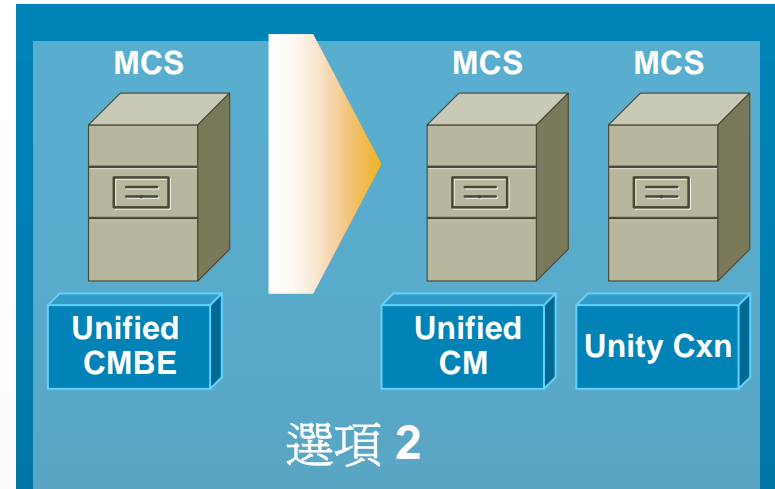 MCS
MCS
MCS
Unified
CMBE
Unified
CM
Unity Cxn
選項 2